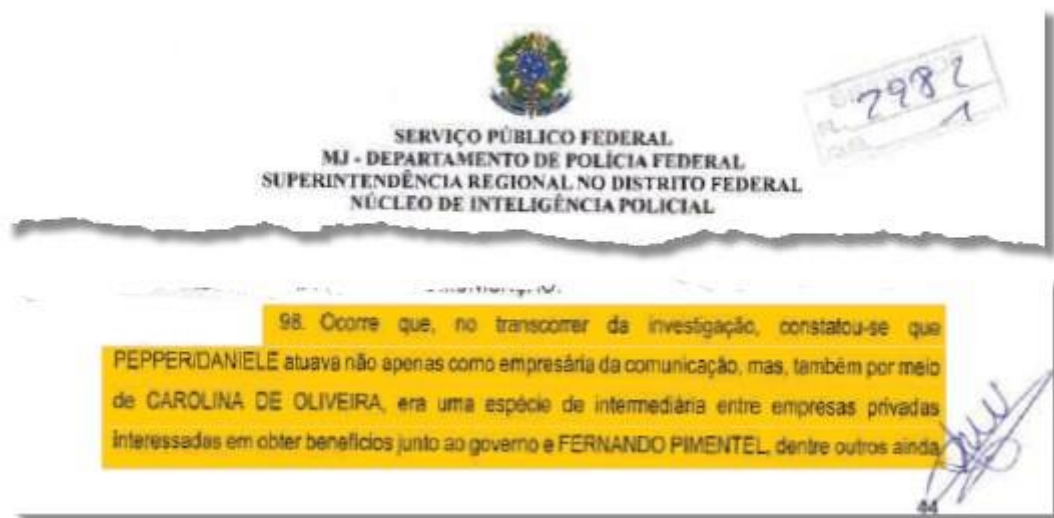 2982
1
SERVIÇO PÚBLICO FEDERAL
MJ - DEPARTAMENTO DE POLÍCIA FEDERAL
SUPERINTENDÊNCIA REGIONAL NO DISTRITO FEDERAL
NÚCLEO DE INTELIGÊNCIA POLICIAL
98. Ocorre que, no transcorrer da investigação, constatou-se que
PEPPER/DANIELE atuava não apenas como empresária da comunicação, mas, também por meio
de CAROLINA DE OLIVEIRA, era uma espécie de intermediária entre empresas privadas
interessadas em obter benefícios junto ao governo e FERNANDO PIMENTEL, dentre outros ainda
44